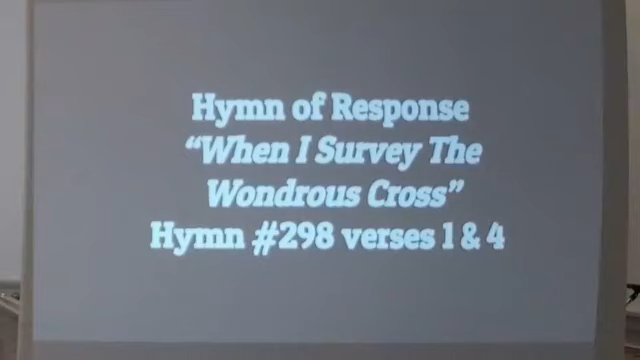 Hymn of Response
“When I Survey The
Wondrous Cross”
Hymn #298 verses 1 & 4